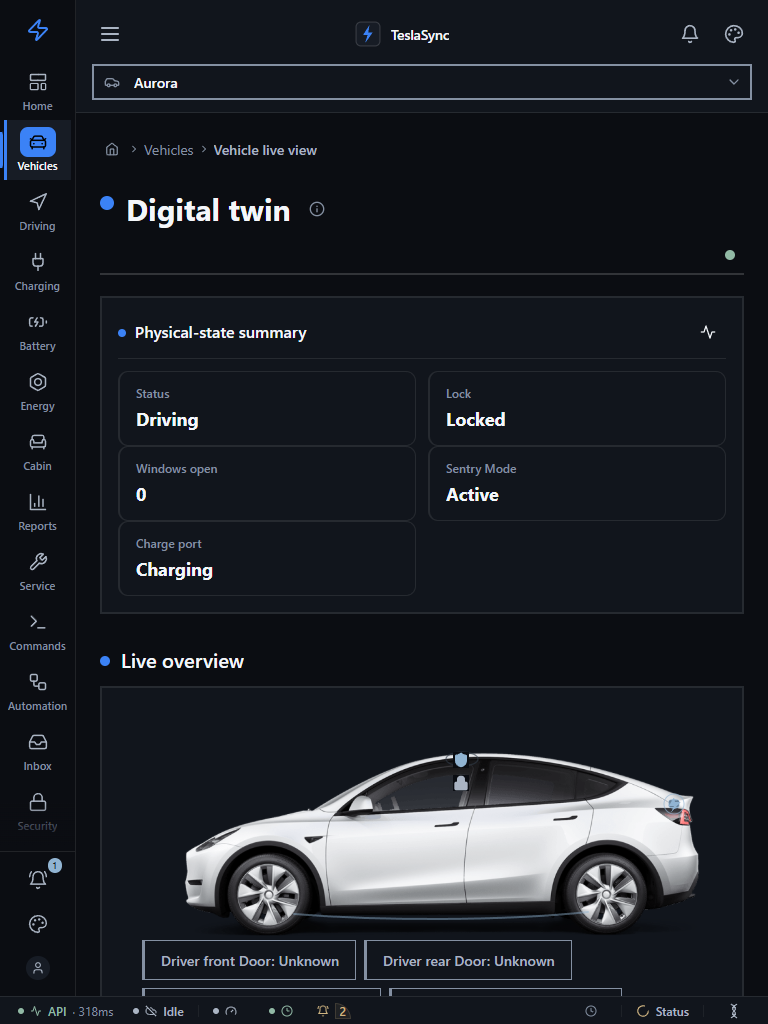 TeslaSync
Aurora
Home
Vehicles
Driving
Charging
Battery
Energy
Cabin
Reports
Service
Commands
Automation
Inbox
Security
1
Vehicles
Vehicle live view
Digital twin
Physical-state summary
Status
Driving
Lock
Locked
Windows open
0
Sentry Mode
Active
Charge port
Charging
Live overview
Driver front Door: Unknown
Driver rear Door: Unknown
API · 318ms
Idle
2
Status